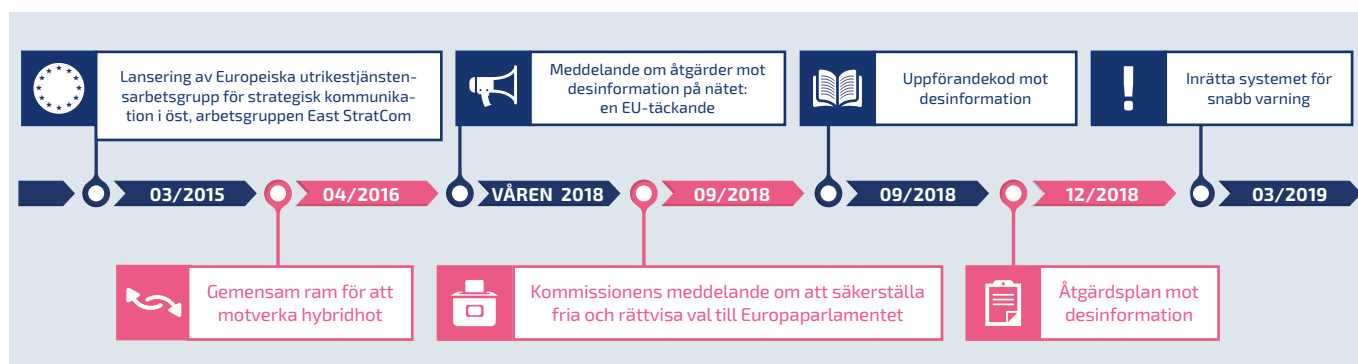 Lansering av Europeiska utrikestjänsten-
sarbetsgrupp för strategisk kommunika-
tion i öst, arbetsgruppen East StratCom
Meddelande om åtgärder mot
desinformation på nätet:
en EU-täckande
Uppförandekod mot
desinformation
Inrätta systemet för
snabb varning
03/2015
04/2016
VÅREN 2018
09/2018
09/2018
12/2018
03/2019
Gemensam ram för att
motverka hybridhot
Kommissionens meddelande om att säkerställa
fria och rättvisa val till Europaparlamentet
Åtgärdsplan mot
desinformation